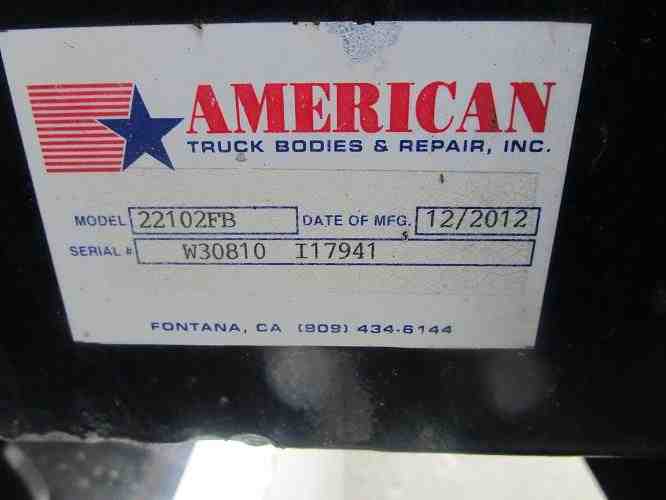 AMERICAN
TRUCK BODIES & REPAIR, INC.
MODEL 22102FB DATE OF MFG. 12/2012
SERIAL # W30810 I17941
FONTANA, CA (909) 434-6144